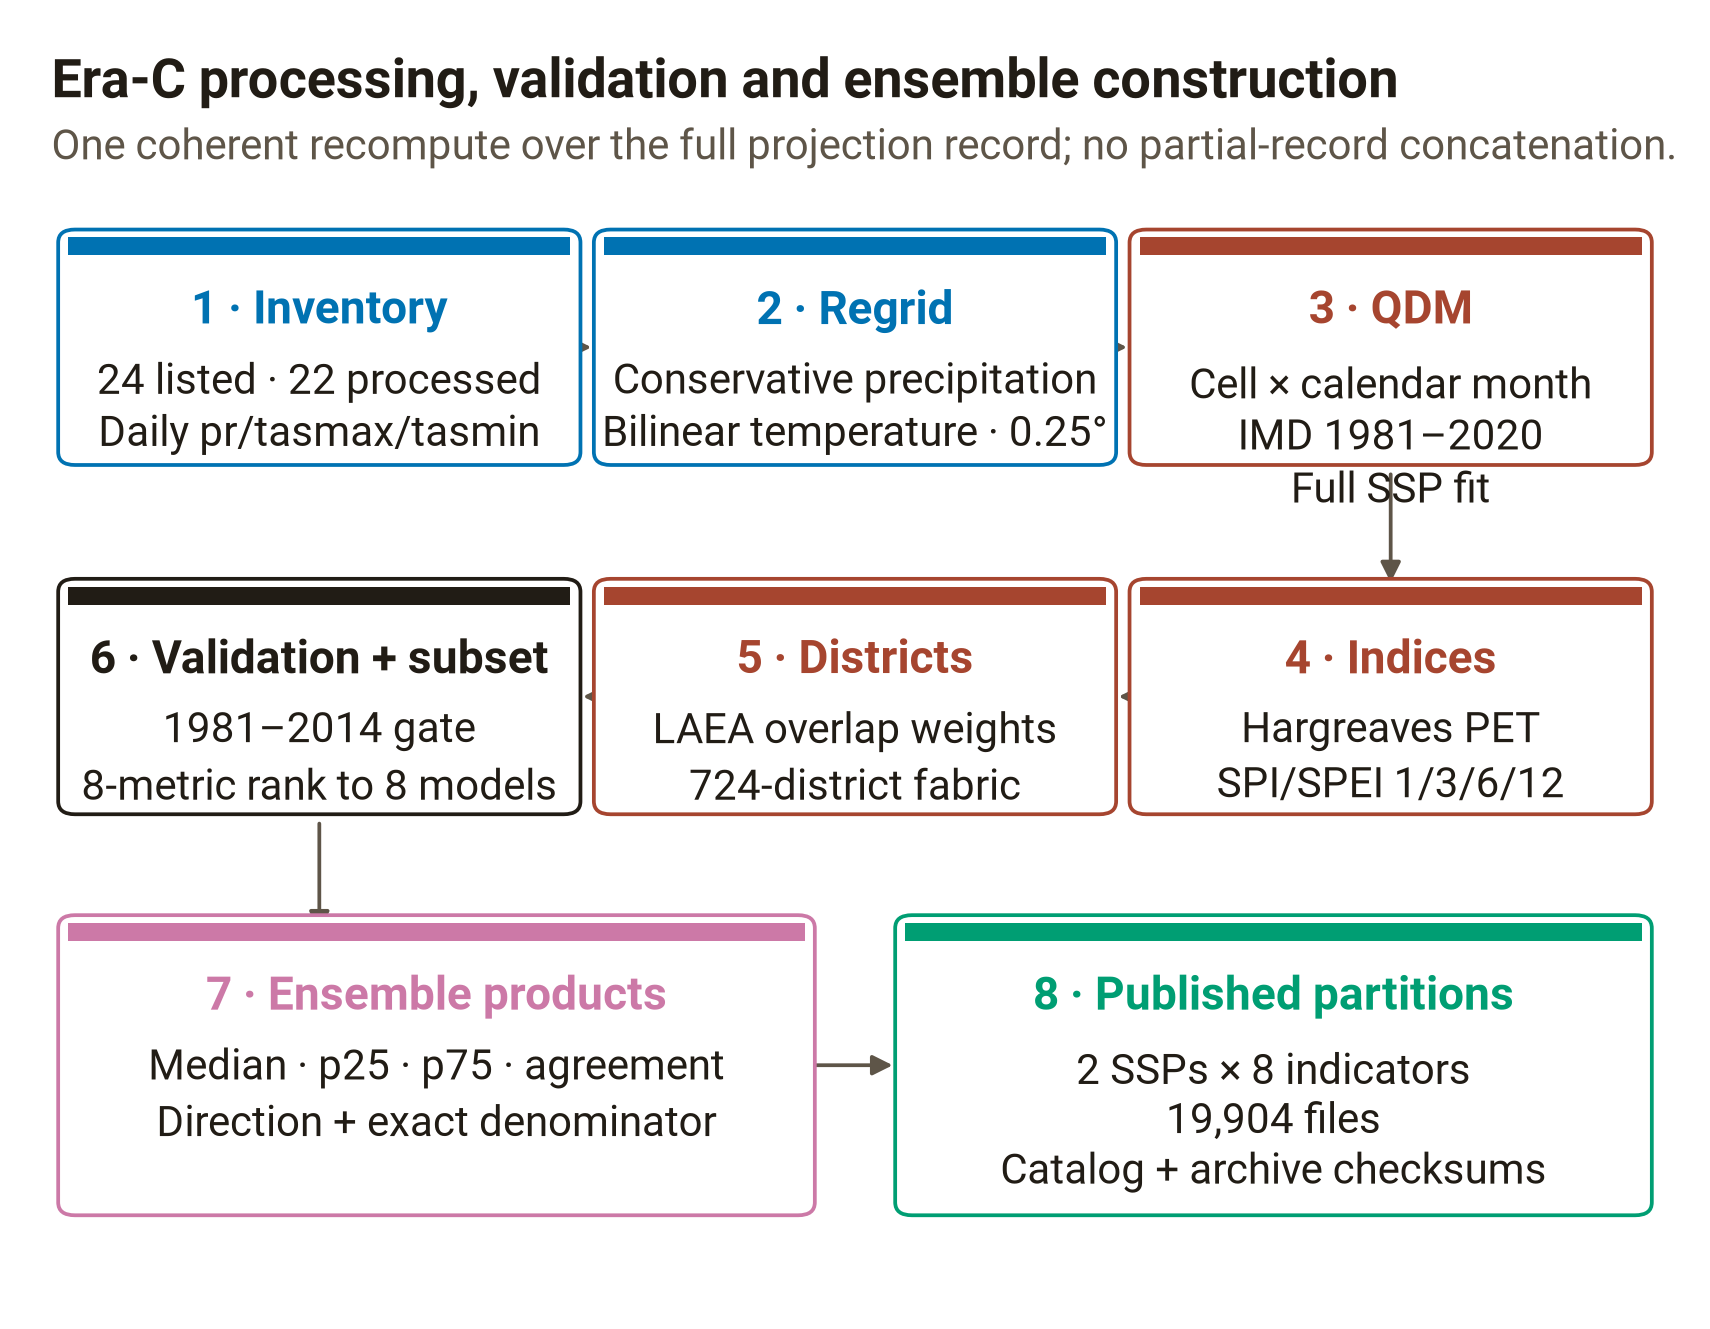 Era-C processing, validation and ensemble construction
One coherent recompute over the full projection record; no partial-record concatenation.
1 · Inventory
24 listed · 22 processed
Daily pr/tasmax/tasmin
2 · Regrid
Conservative precipitation
Bilinear temperature · 0.25°
3 · QDM
Cell × calendar month
IMD 1981–2020
Full SSP fit
4 · Indices
Hargreaves PET
SPI/SPEI 1/3/6/12
5 · Districts
LAEA overlap weights
724-district fabric
6 · Validation + subset
1981–2014 gate
8-metric rank to 8 models
7 · Ensemble products
Median · p25 · p75 · agreement
Direction + exact denominator
8 · Published partitions
2 SSPs × 8 indicators
19,904 files
Catalog + archive checksums